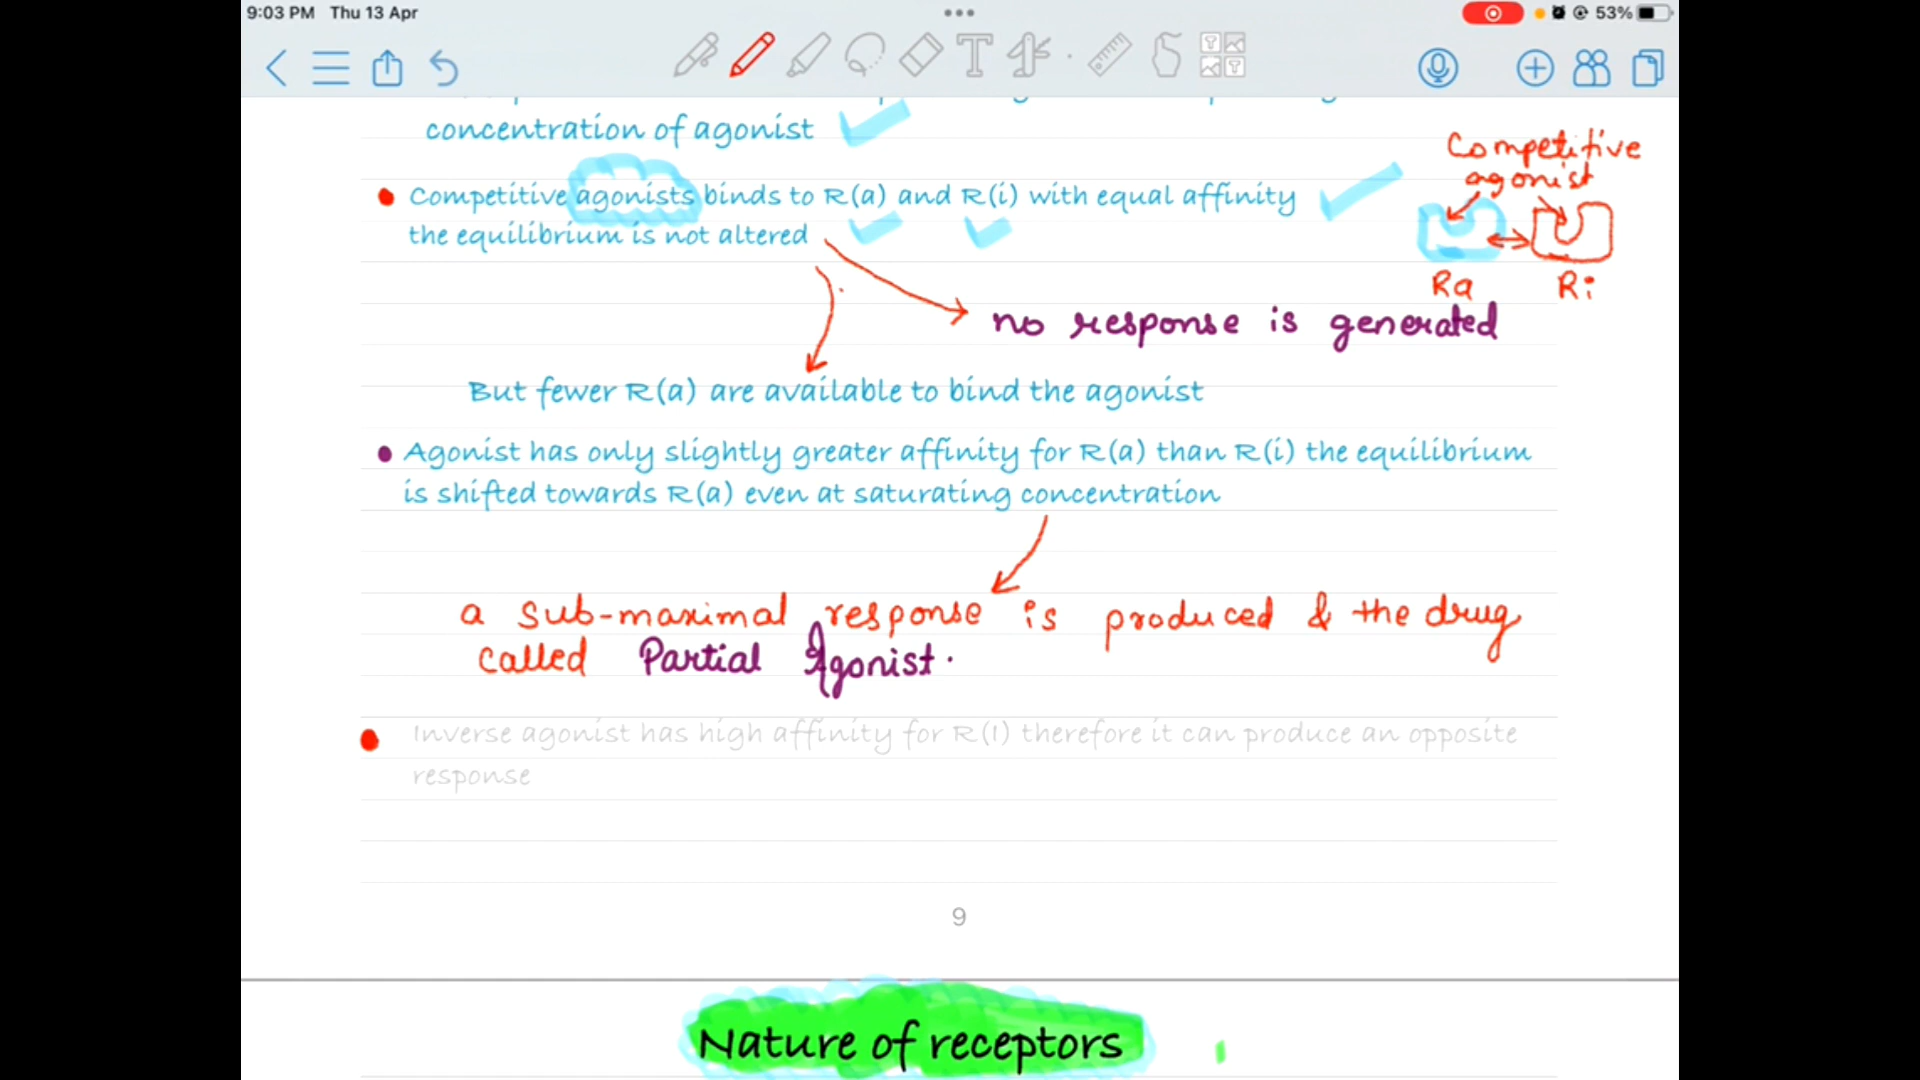 9:03 PM Thu 13 Apr
53%
concentration of agonist
Competitive
agonist
Competitive agonists binds to R(a) and R(i) with equal affinity
the equilibrium is not altered
Ra Ri
no response is generated
But fewer R(a) are available to bind the agonist
Agonist has only slightly greater affinity for R(a) than R(i) the equilibrium
is shifted towards R(a) even at saturating concentration
a sub-maximal response is produced & the drug
called Partial Agonist.
Inverse agonist has high affinity for R(I) therefore it can produce an opposite
response
9
Nature of receptors